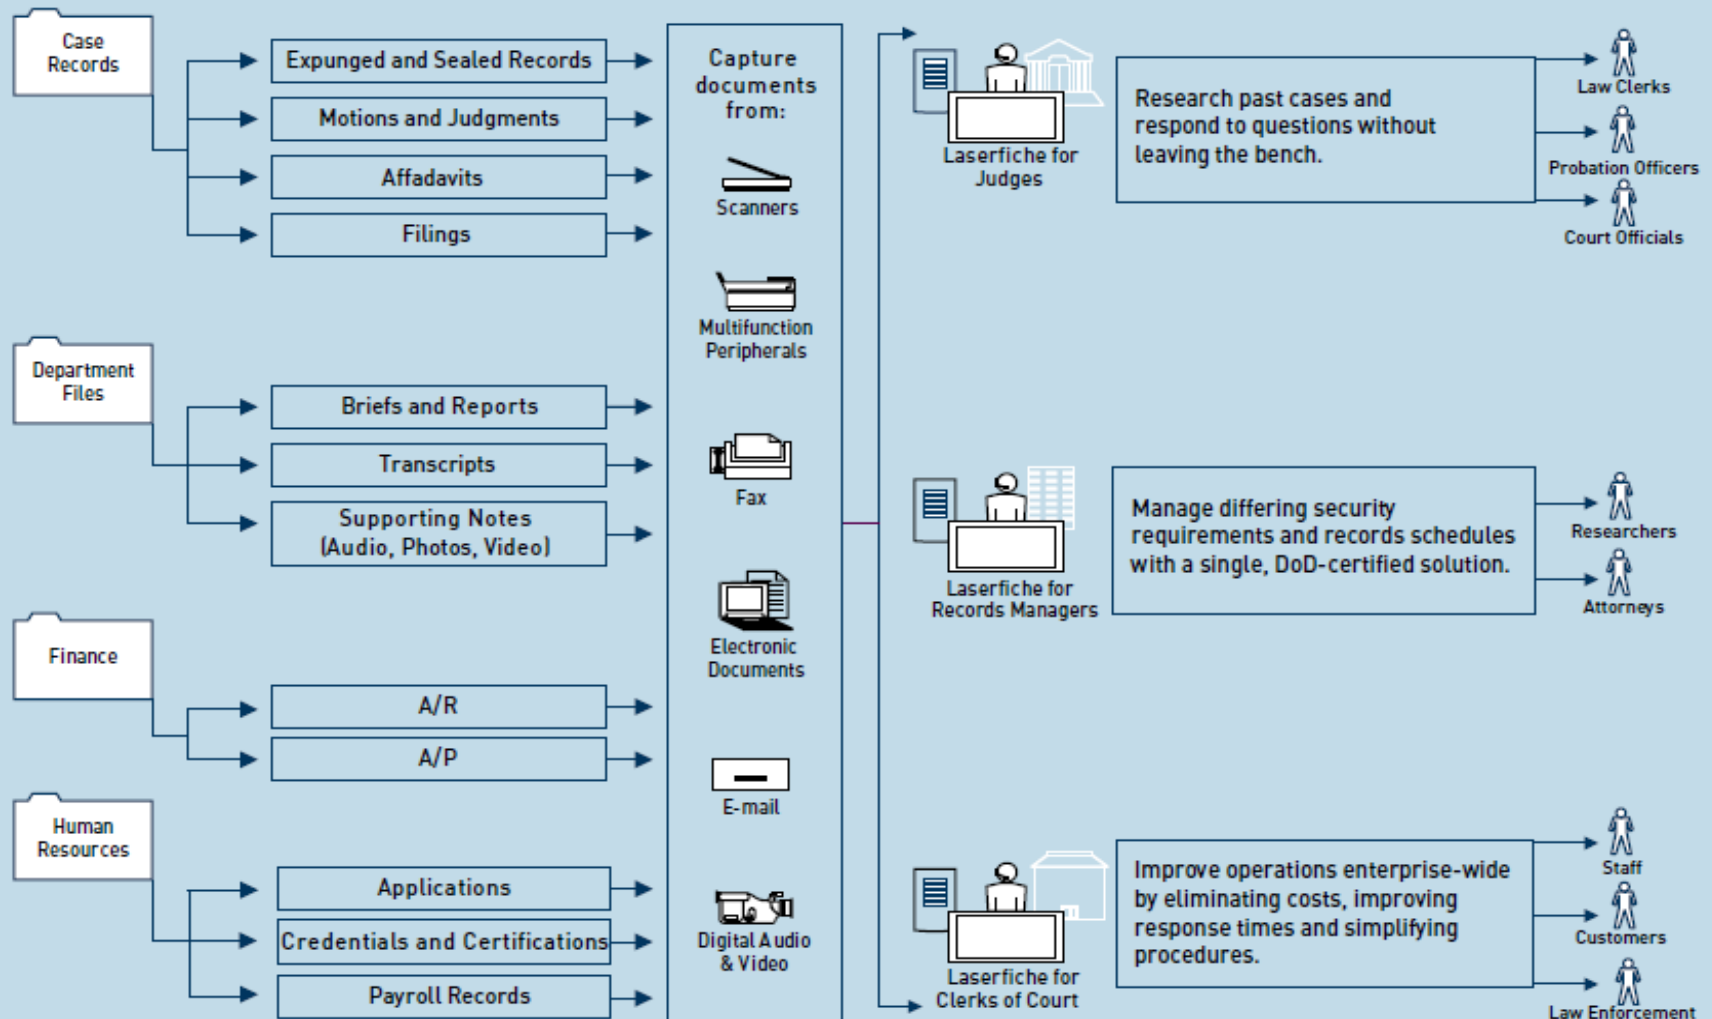 Case
Records
Expunged and Sealed Records
Motions and Judgments
Affadavits
Filings
Department
Files
Briefs and Reports
Transcripts
Supporting Notes
(Audio, Photos, Video)
Finance
A/R
A/P
Human
Resources
Applications
Credentials and Certifications
Payroll Records
Capture
documents
from:
Scanners
Multifunction
Peripherals
Fax
Electronic
Documents
E-mail
Digital Audio
& Video
Laserfiche for
Judges
Research past cases and
respond to questions without
leaving the bench.
Law Clerks
Probation Officers
Court Officials
Laserfiche for
Records Managers
Manage differing security
requirements and records schedules
with a single, DoD-certified solution.
Researchers
Attorneys
Laserfiche for
Clerks of Court
Improve operations enterprise-wide
by eliminating costs, improving
response times and simplifying
procedures.
Staff
Customers
Law Enforcement